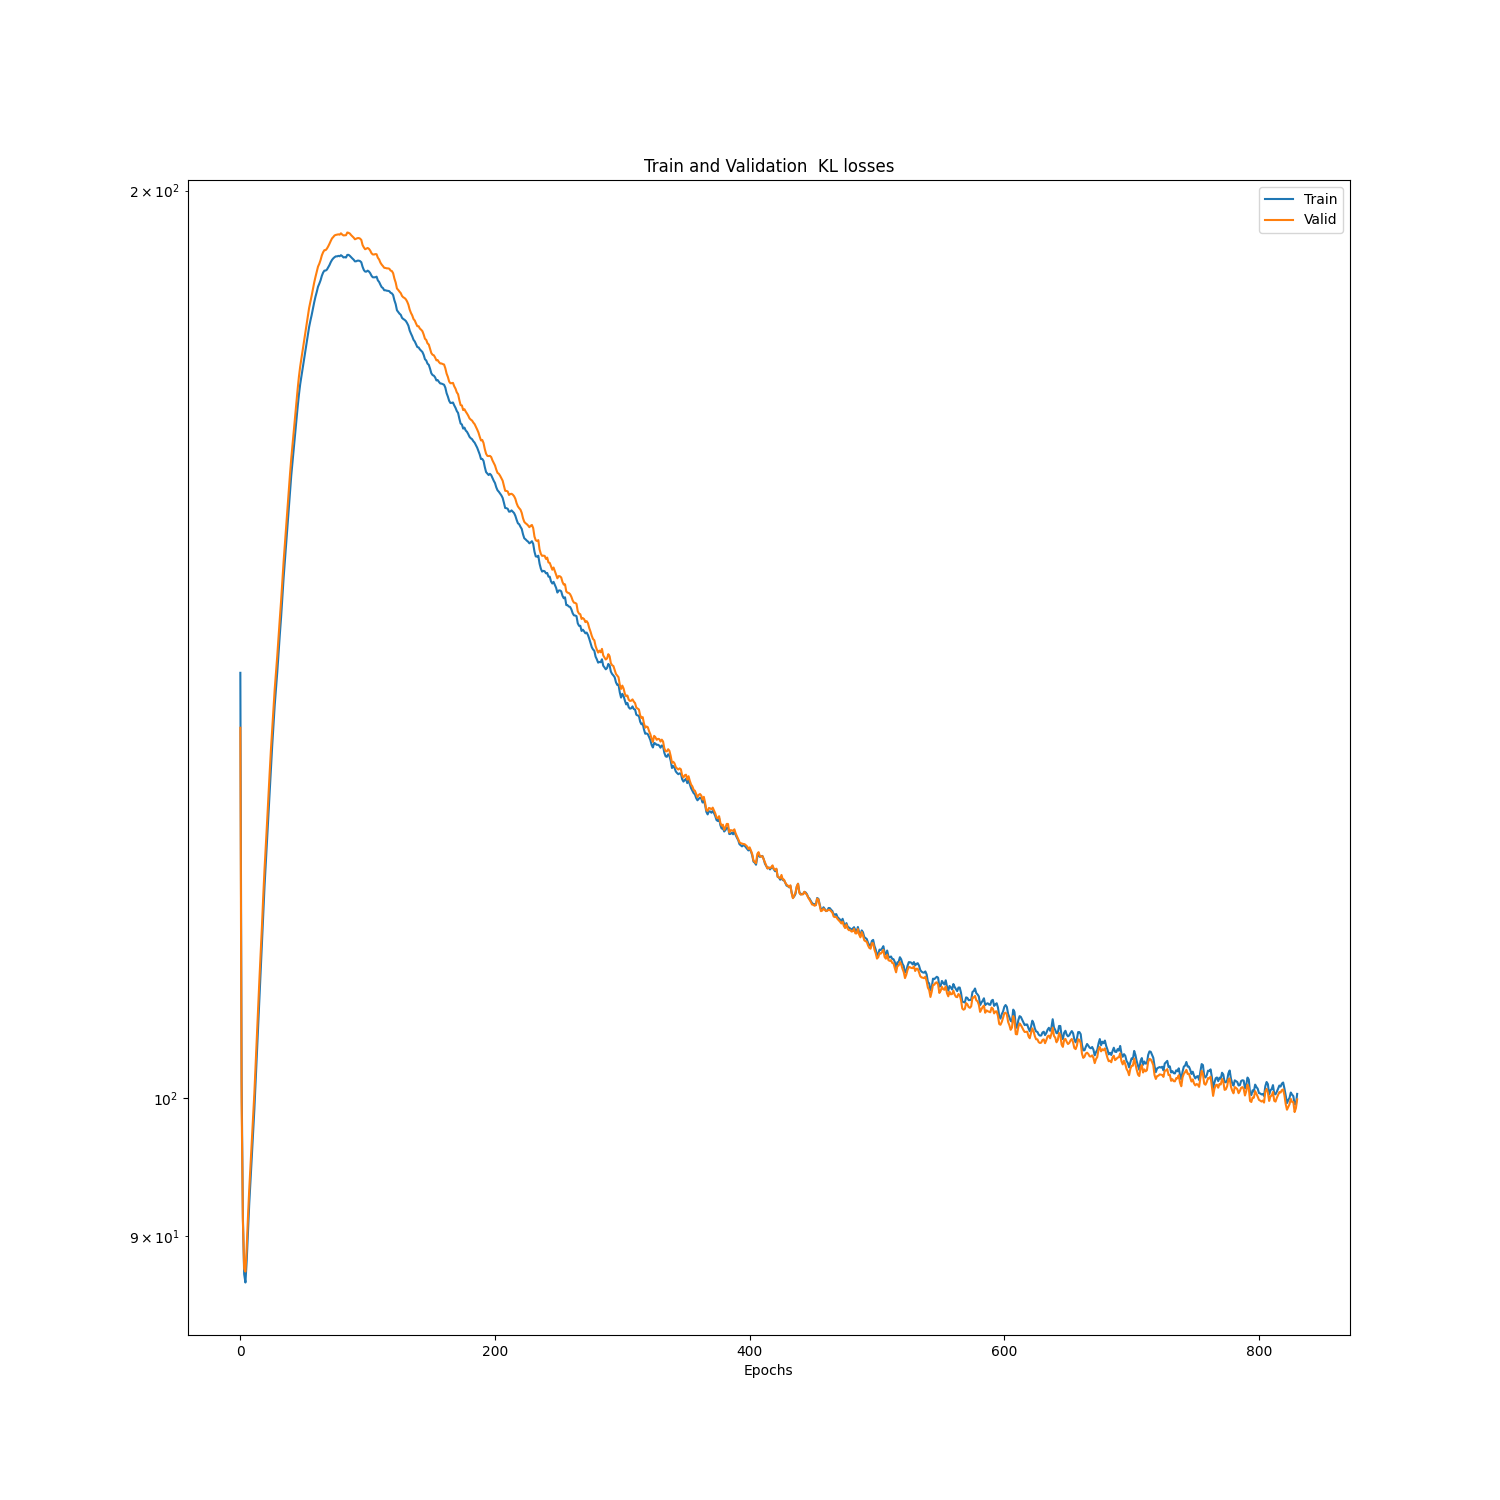 Train and Validation  KL losses
2 × 10²
Train
Valid
10²
9 × 10¹
0 200 400 600 800
Epochs